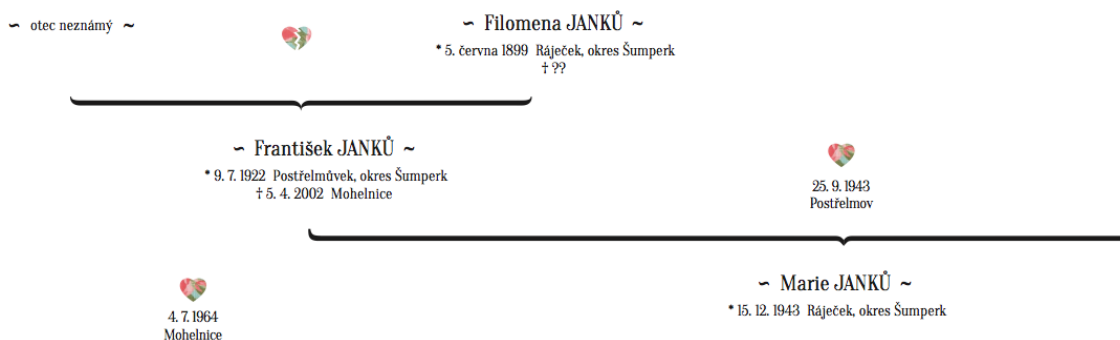 ~ otec neznámý ~
~ Filomena JANKŮ ~
* 5. června 1899 Ráječek, okres Šumperk
† ??
~ František JANKŮ ~
* 9. 7. 1922 Postřelmůvek, okres Šumperk
† 5. 4. 2002 Mohelnice
25. 9. 1943
Postřelmov
~ Marie JANKŮ ~
* 15. 12. 1943 Ráječek, okres Šumperk
4. 7. 1964
Mohelnice